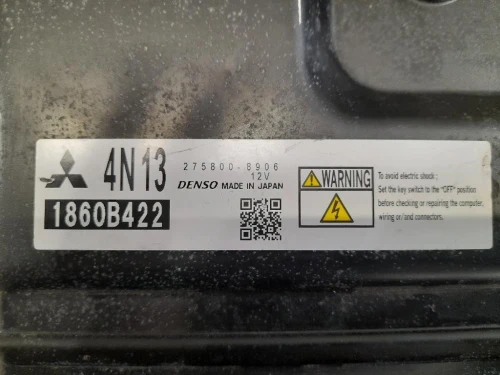 4N13
275800-8906
12V
DENSO MADE IN JAPAN
1860B422
WARNING
To avoid electric shock ;
Set the key switch to the "OFF" position
before checking or repairing the computer,
wiring or/and connectors.